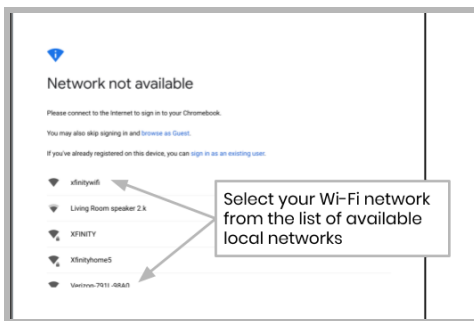 Network not available
Please connect to the Internet to sign in to your Chromebook.
You may also skip signing in and browse as Guest.
If you've already registered on this device, you can sign in as an existing user.
xfinitywifi
Living Room speaker 2.k
XFINITY
Xfinityhome5
Verizon-791L-98A0
Select your Wi-Fi network
from the list of available
local networks